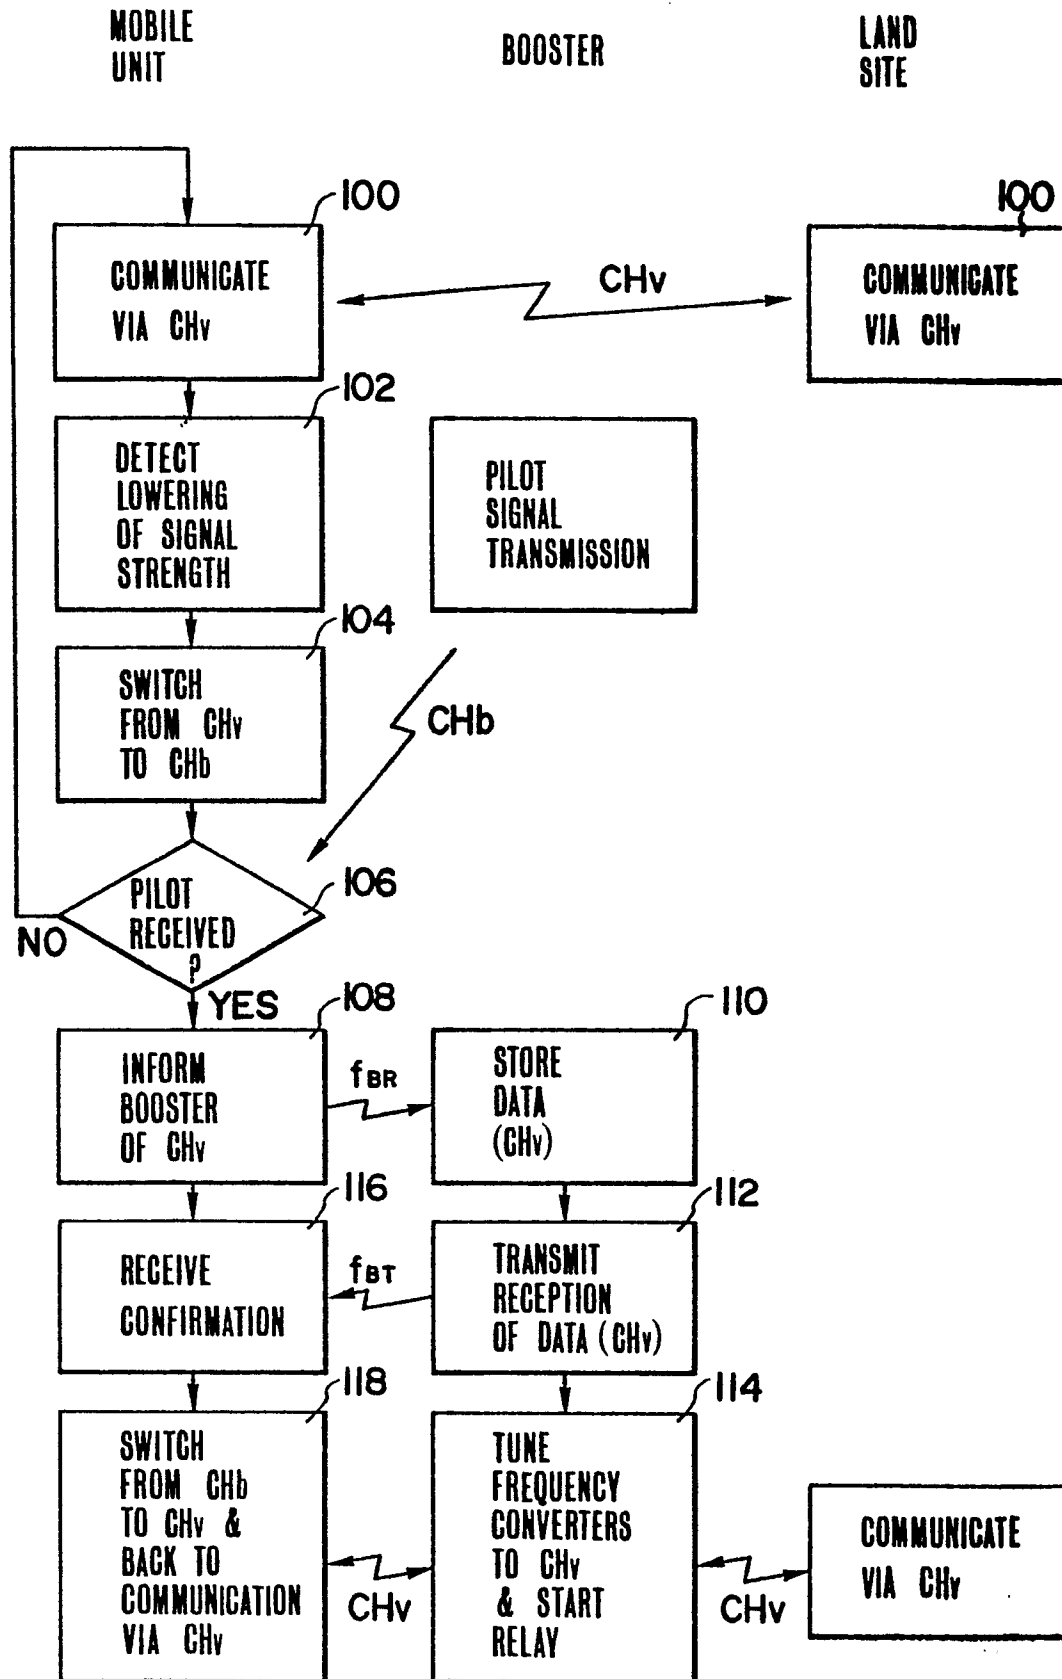 MOBILE
UNIT
BOOSTER
LAND
SITE
100
COMMUNICATE
VIA CHv
CHv
100
COMMUNICATE
VIA CHv
102
DETECT
LOWERING
OF SIGNAL
STRENGTH
PILOT
SIGNAL
TRANSMISSION
104
SWITCH
FROM CHv
TO CHb
CHb
106
PILOT
RECEIVED
?
NO
YES
108
INFORM
BOOSTER
OF CHv
fBR
110
STORE
DATA
(CHv)
116
RECEIVE
CONFIRMATION
fBT
112
TRANSMIT
RECEPTION
OF DATA (CHv)
118
SWITCH
FROM CHb
TO CHv &
BACK TO
COMMUNICATION
VIA CHv
CHv
114
TUNE
FREQUENCY
CONVERTERS
TO CHv
& START
RELAY
CHv
COMMUNICATE
VIA CHv